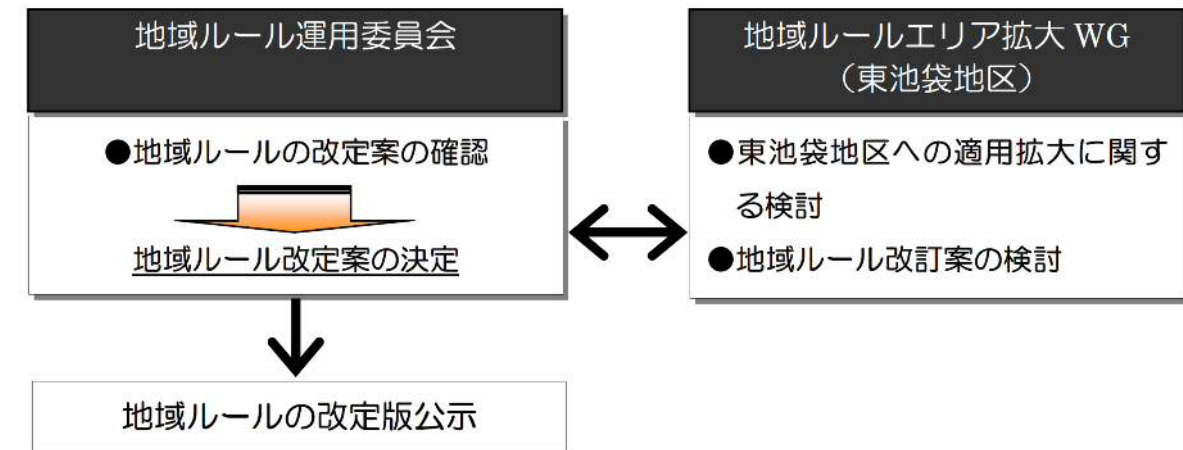 地域ルール運用委員会
●地域ルールの改定案の確認
地域ルール改定案の決定
地域ルールの改定版公示
地域ルールエリア拡大 WG
（東池袋地区）
●東池袋地区への適用拡大に関す
る検討
●地域ルール改訂案の検討